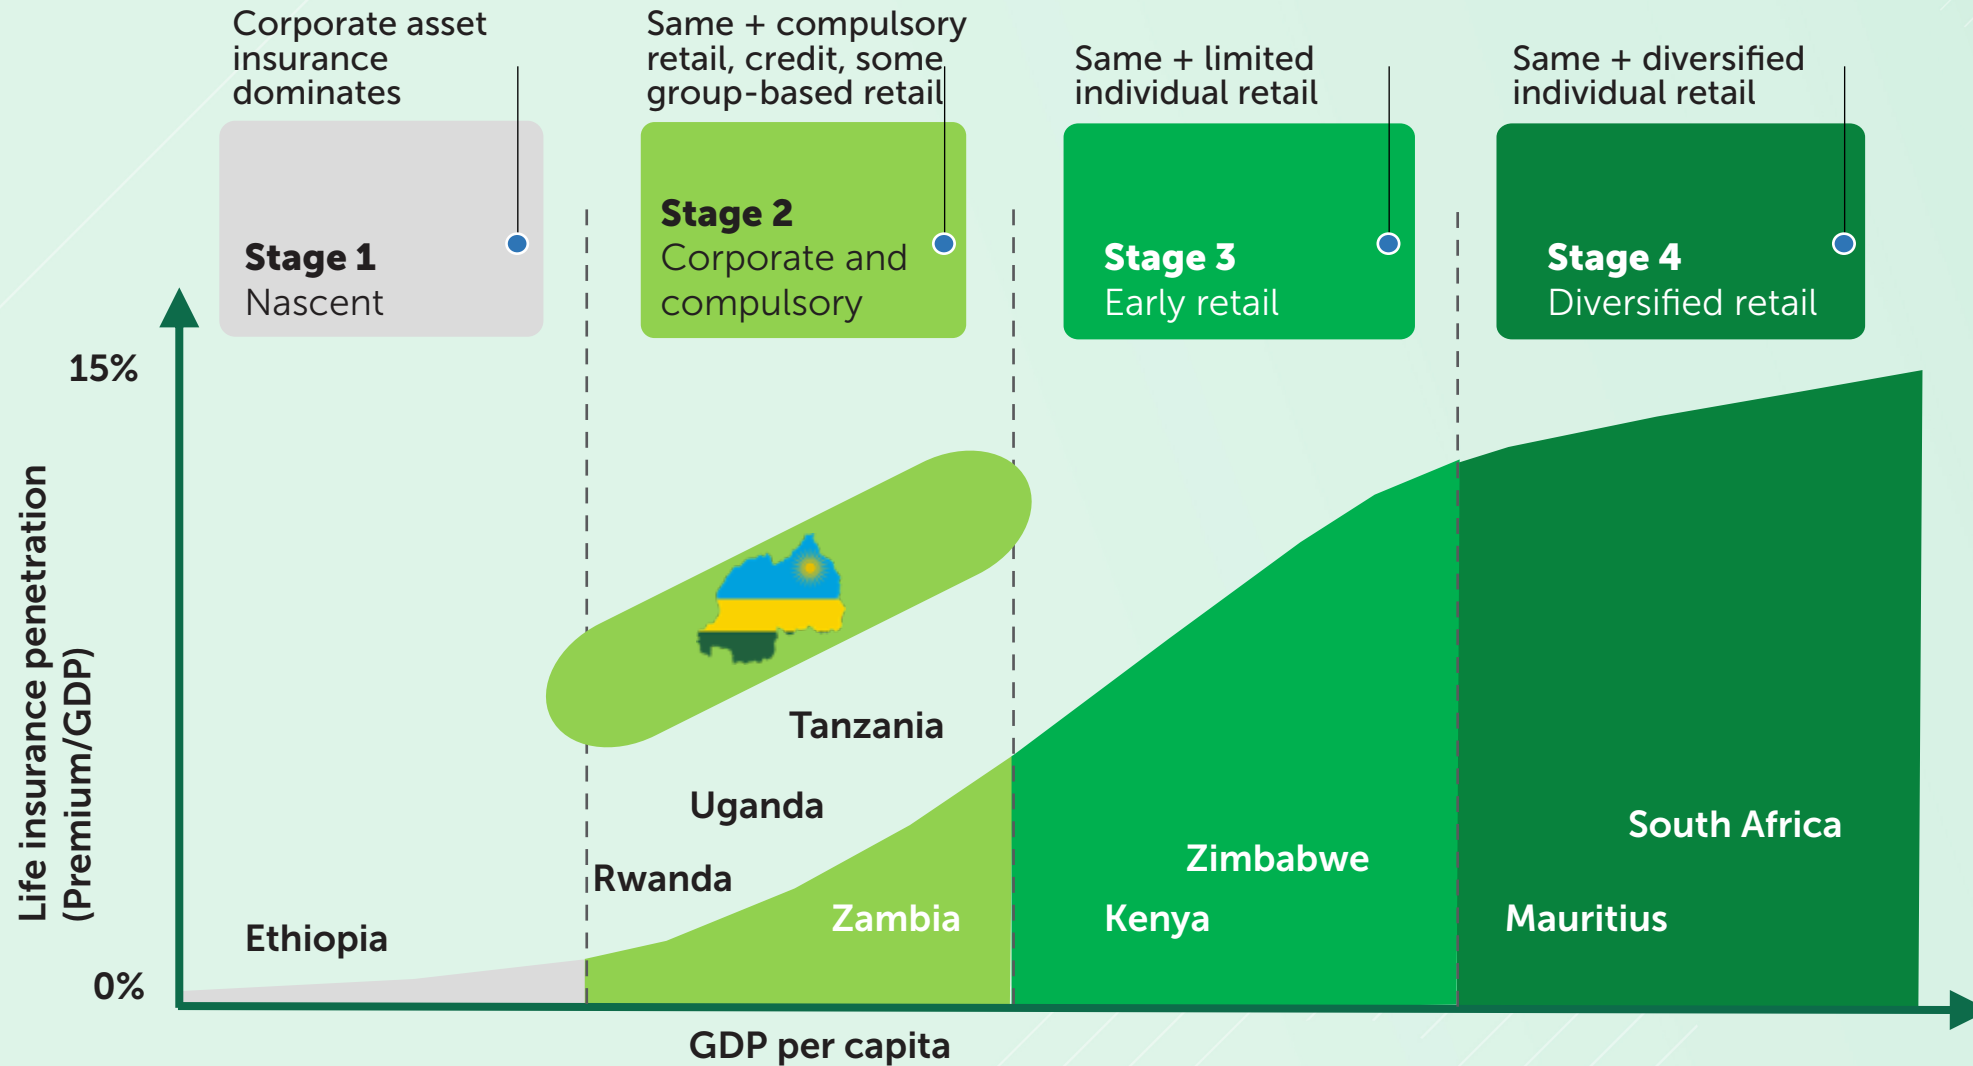 Corporate asset
insurance
dominates
Same + compulsory
retail, credit, some
group-based retail
Same + limited
individual retail
Same + diversified
individual retail
Stage 1
Nascent
Stage 2
Corporate and
compulsory
Stage 3
Early retail
Stage 4
Diversified retail
15%
0%
Life insurance penetration
(Premium/GDP)
Tanzania
Uganda
Rwanda
Zambia
Ethiopia
Zimbabwe
Kenya
South Africa
Mauritius
GDP per capita